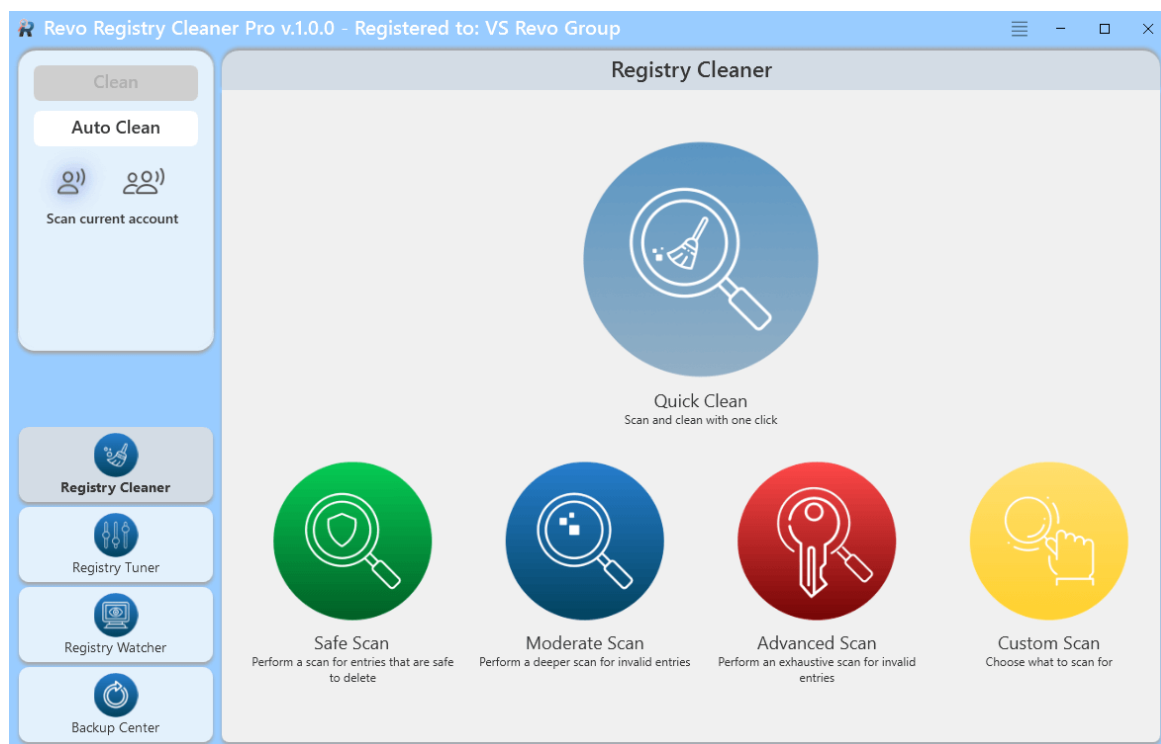 Revo Registry Cleaner Pro v.1.0.0 - Registered to: VS Revo Group
Clean
Auto Clean
Scan current account
Registry Cleaner
Registry Tuner
Registry Watcher
Backup Center
Registry Cleaner
Quick Clean
Scan and clean with one click
Safe Scan
Perform a scan for entries that are safe
to delete
Moderate Scan
Perform a deeper scan for invalid entries
Advanced Scan
Perform an exhaustive scan for invalid
entries
Custom Scan
Choose what to scan for